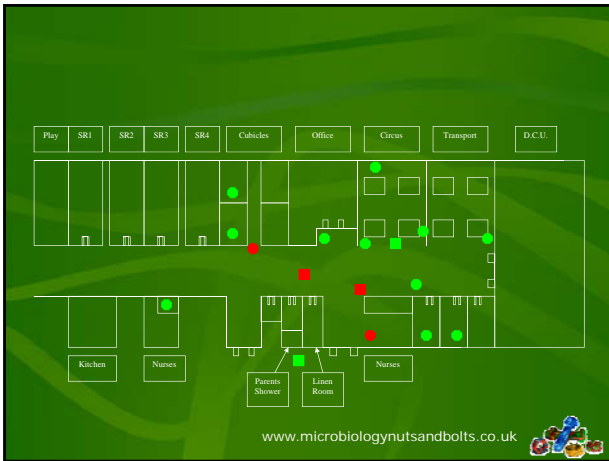 Play
SR1
SR2
SR3
SR4
Cubicles
Office
Circus
Transport
D.C.U.
Kitchen
Nurses
Parents
Shower
Linen
Room
Nurses
www.microbiologynutsandbolts.co.uk